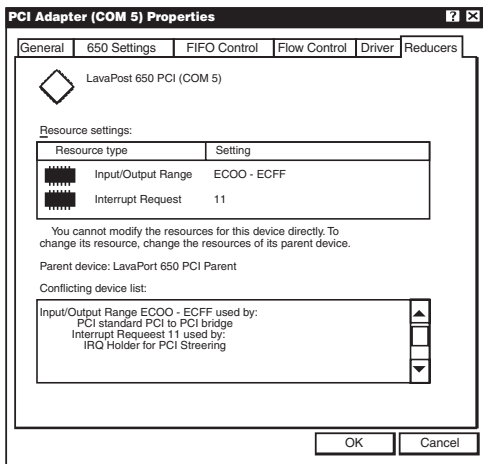 PCI Adapter (COM 5) Properties ? X
General 650 Settings FIFO Control Flow Control Driver Reducers
LavaPost 650 PCI (COM 5)
Resource settings:
Resource type Setting
Input/Output Range ECOO - ECFF
Interrupt Request 11
You cannot modify the resources for this device directly. To
change its resource, change the resources of its parent device.
Parent device: LavaPort 650 PCI Parent
Conflicting device list:
Input/Output Range ECOO - ECFF used by:
PCI standard PCI to PCI bridge
Interrupt Requeest 11 used by:
IRQ Holder for PCI Streering
OK Cancel